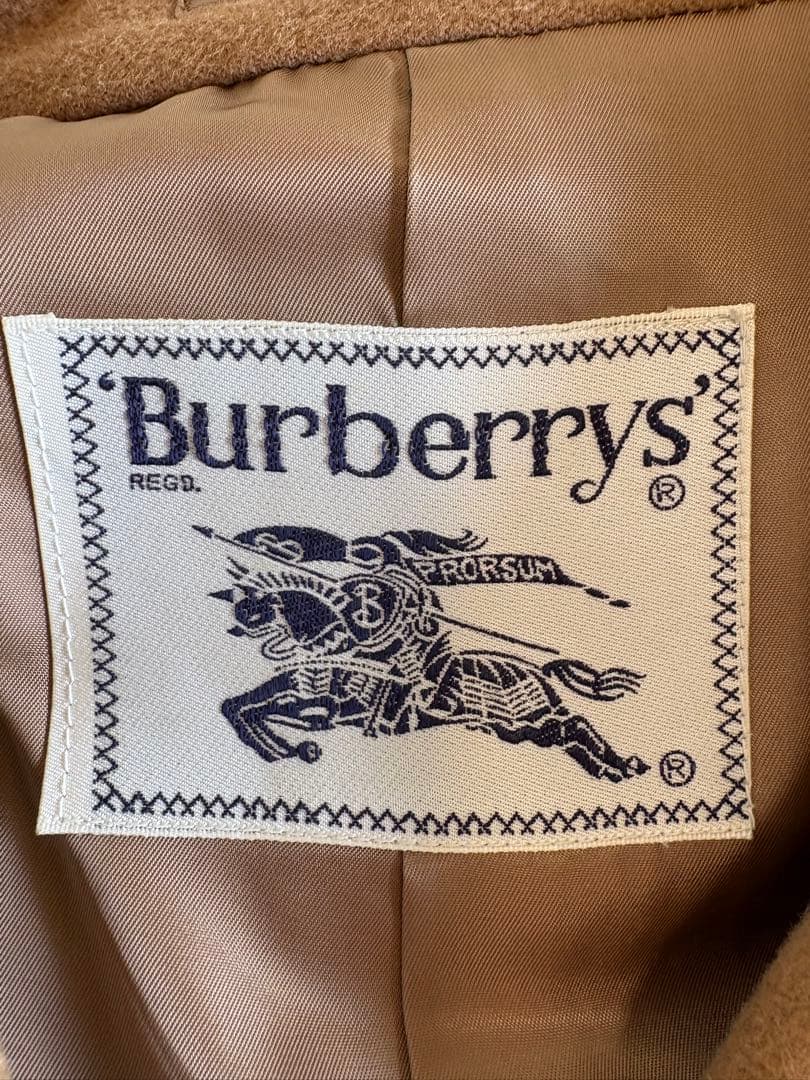 ‘Burberrys’
REGD. ®
PRORSUM
B
®